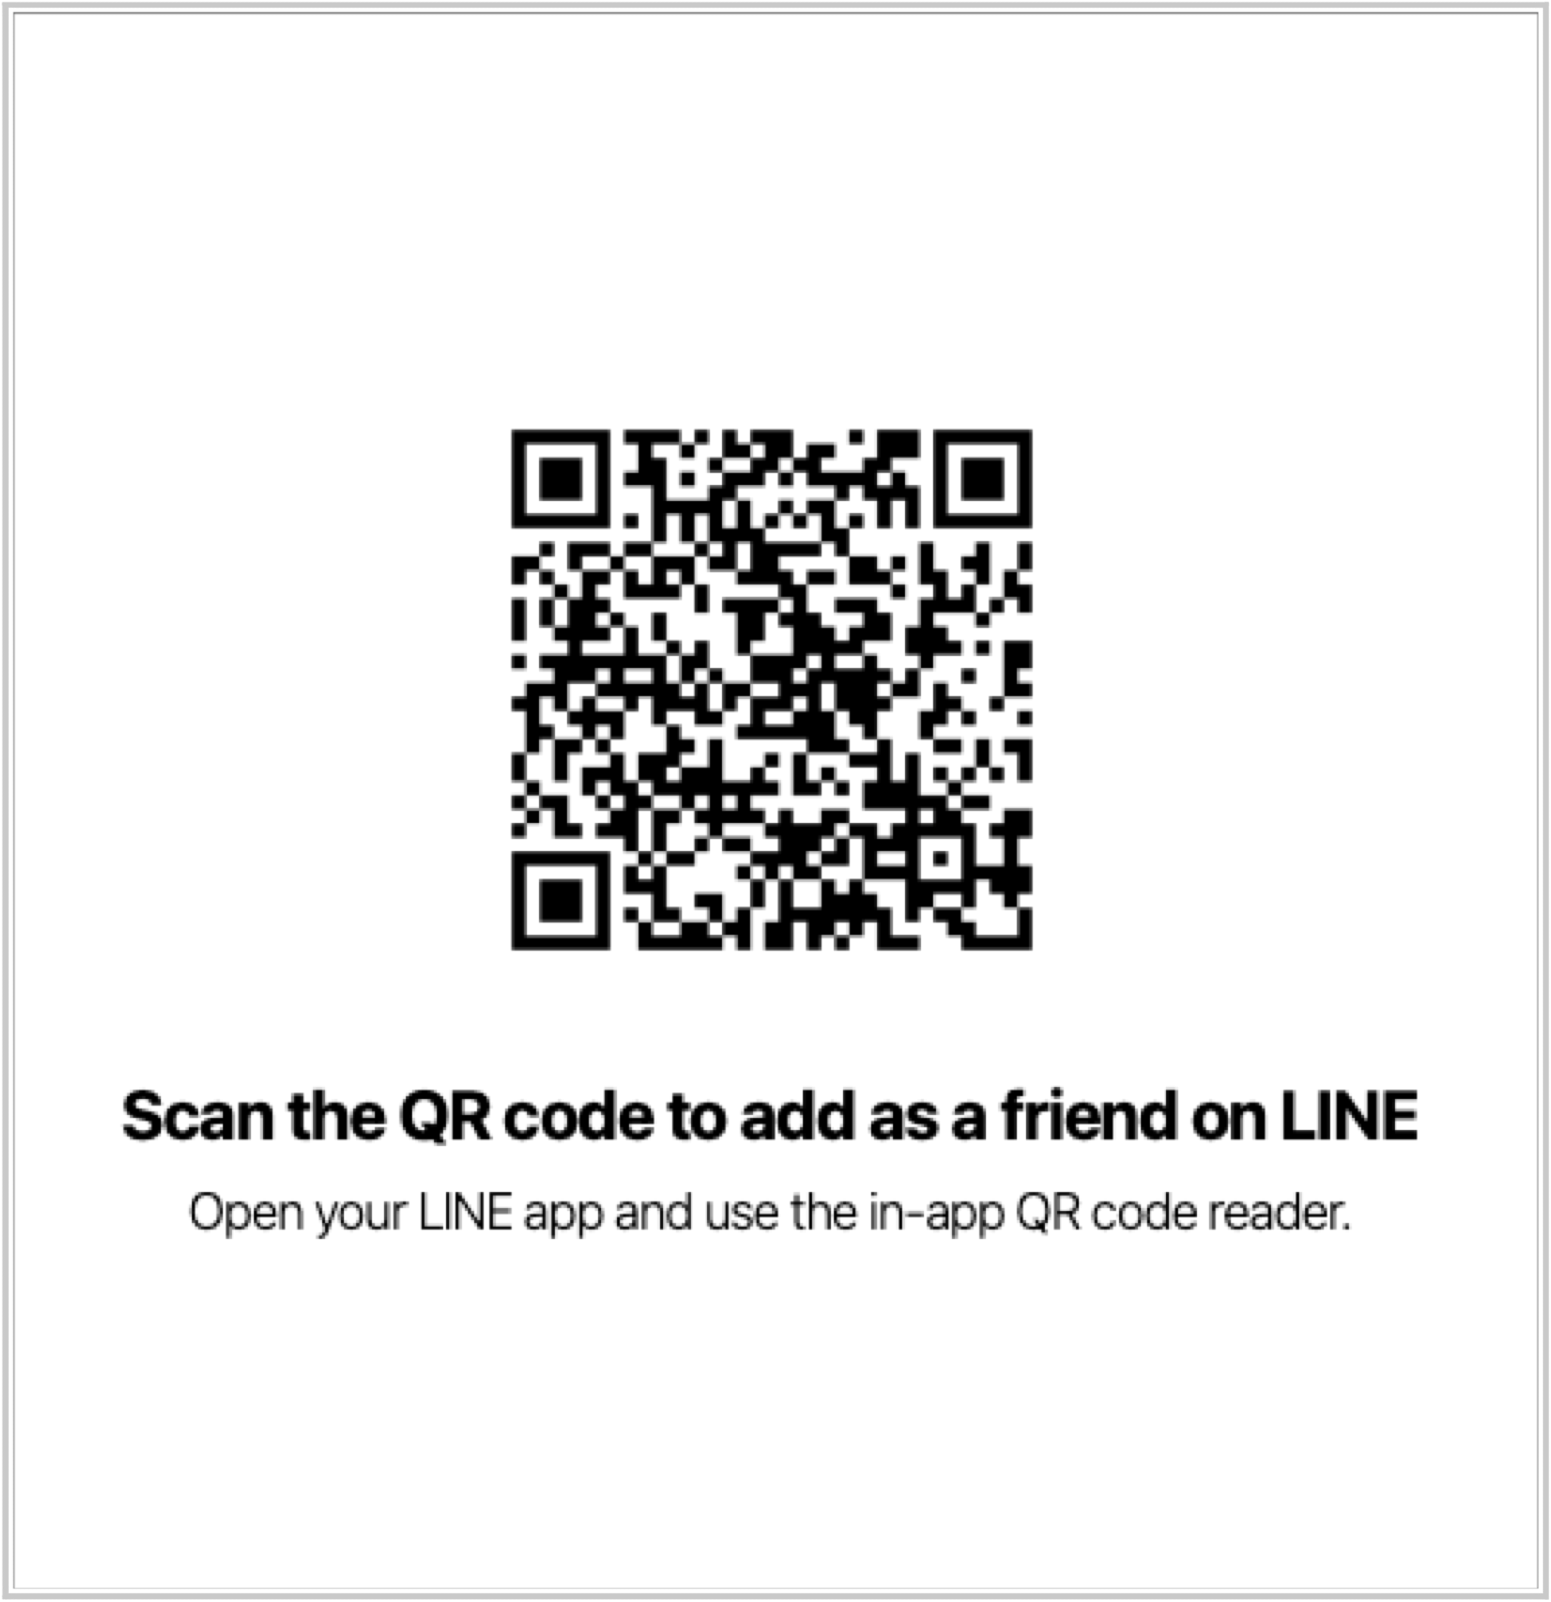 Scan the QR code to add as a friend on LINE
Open your LINE app and use the in-app QR code reader.